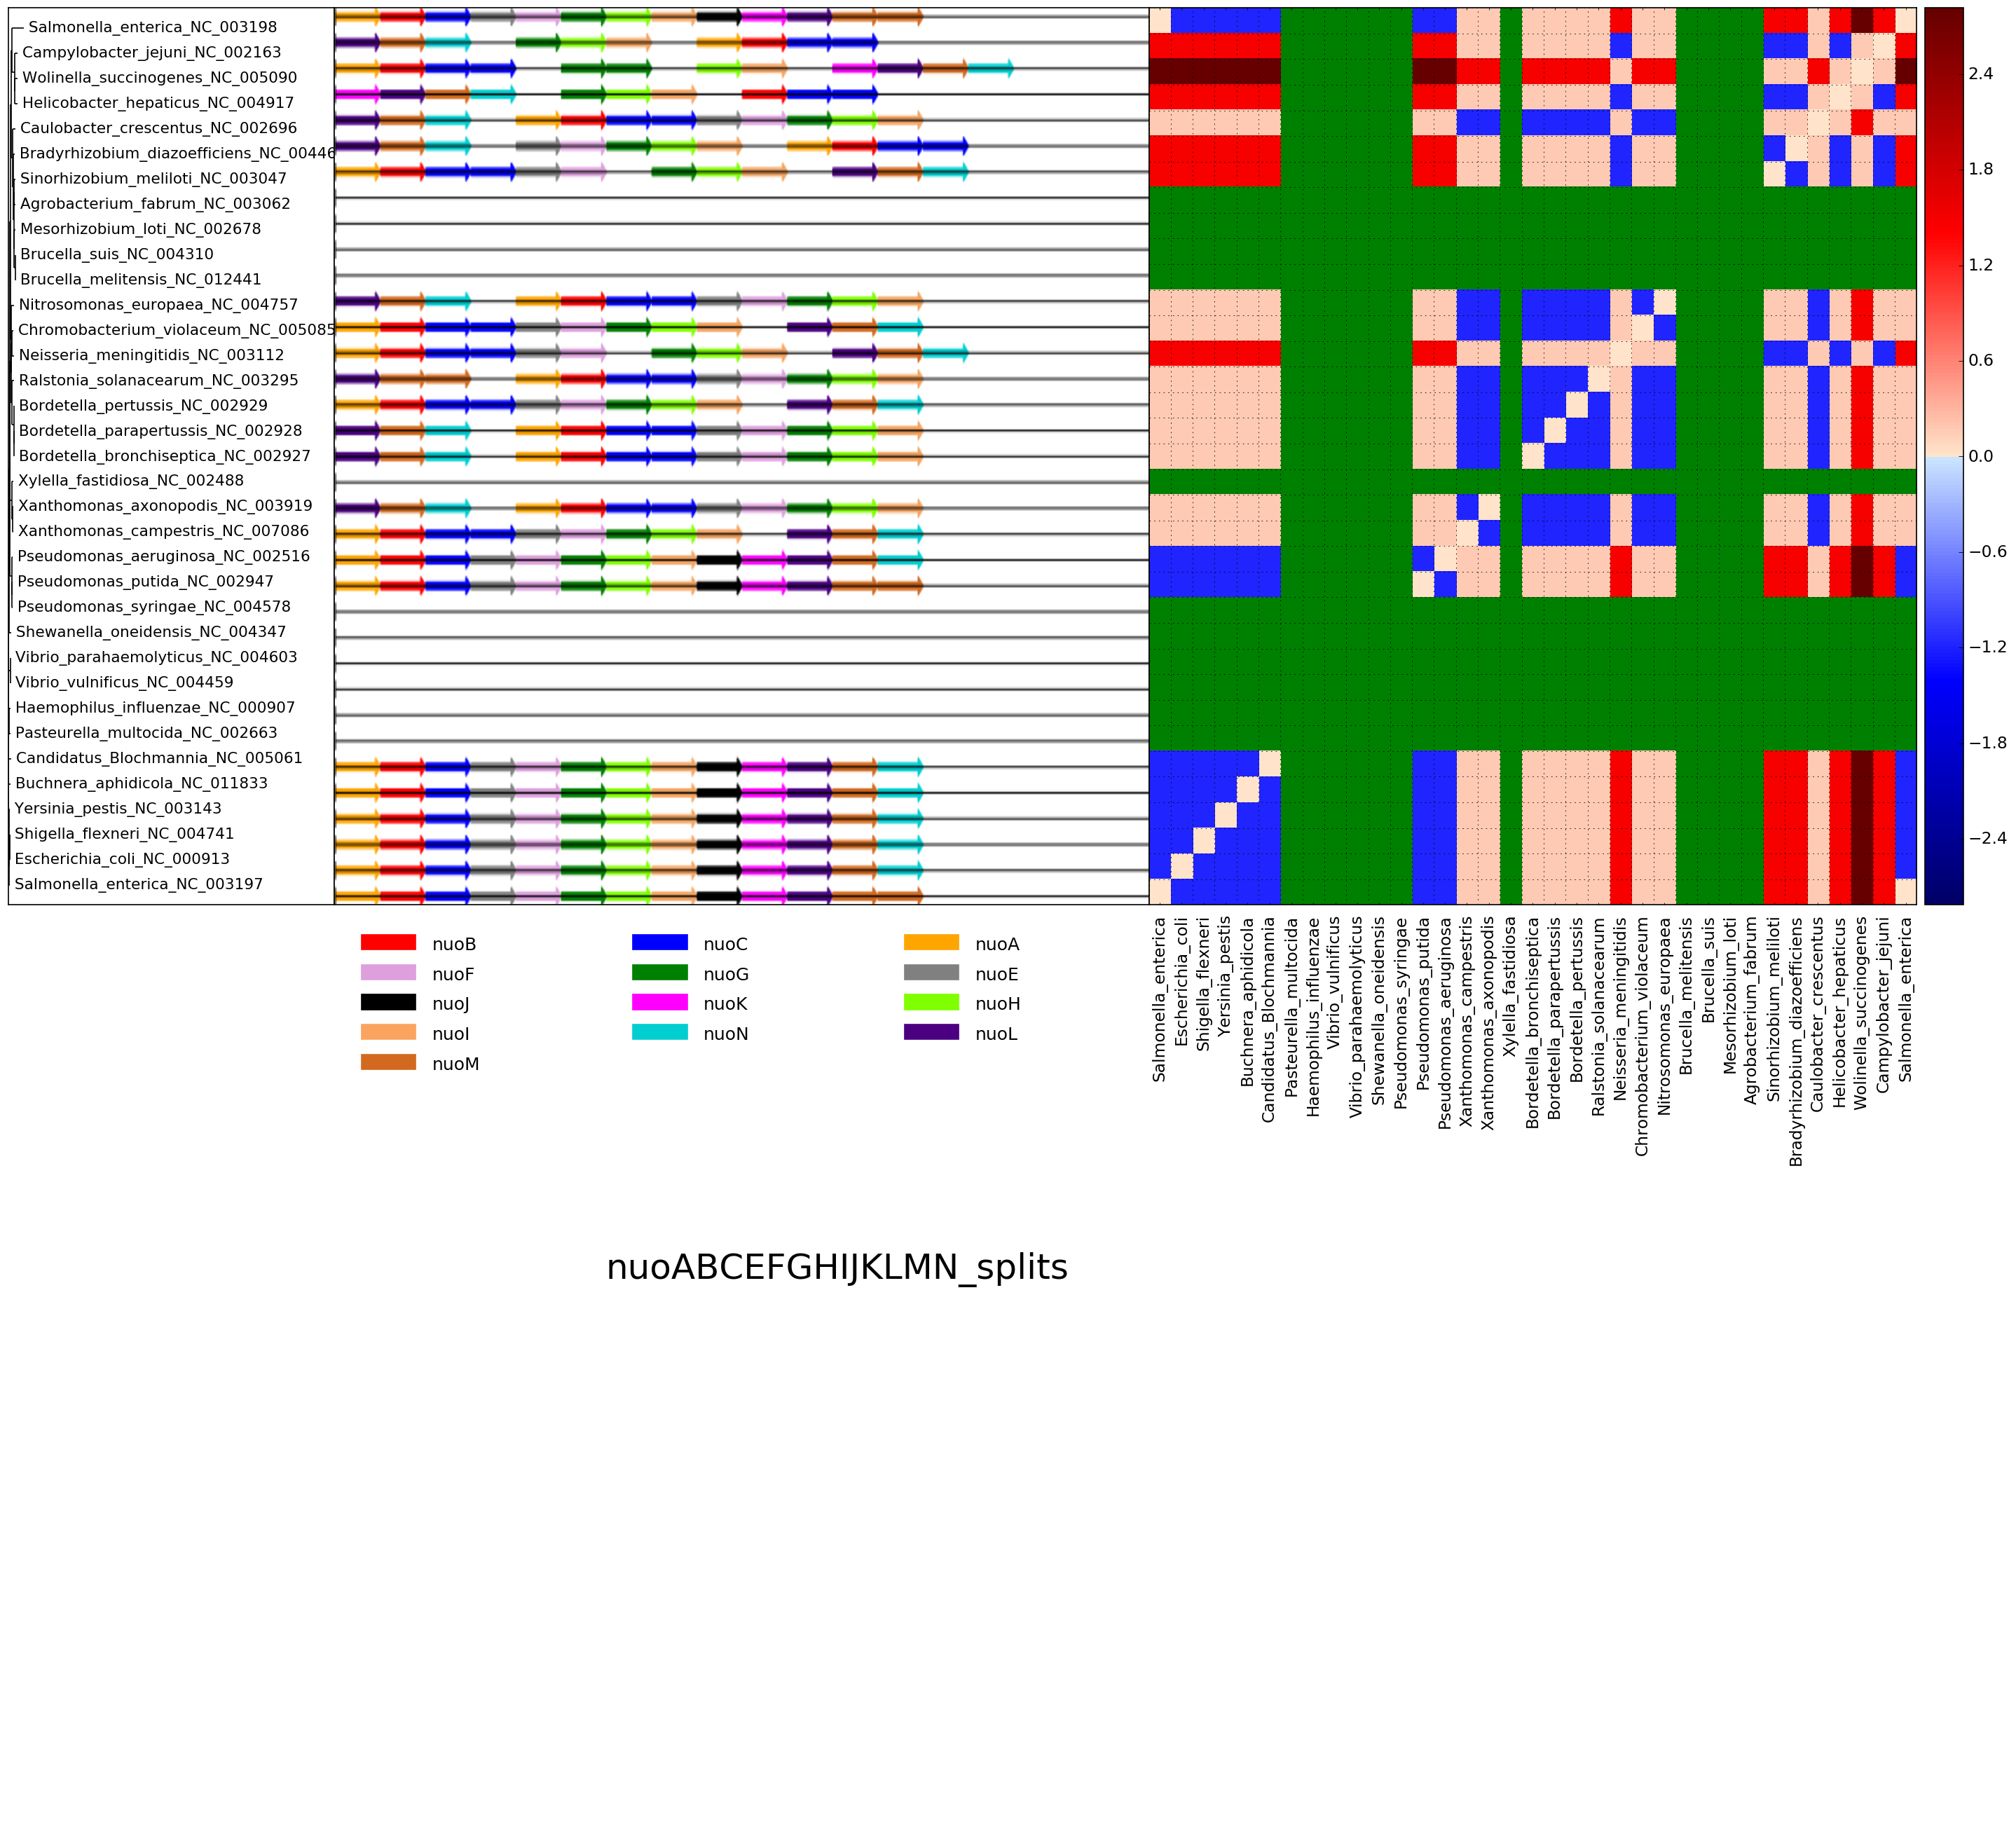 Salmonella_enterica_NC_003198
Campylobacter_jejuni_NC_002163
Wolinella_succinogenes_NC_005090
Helicobacter_hepaticus_NC_004917
Caulobacter_crescentus_NC_002696
Bradyrhizobium_diazoefficiens_NC_00446
Sinorhizobium_meliloti_NC_003047
Agrobacterium_fabrum_NC_003062
Mesorhizobium_loti_NC_002678
Brucella_suis_NC_004310
Brucella_melitensis_NC_012441
Nitrosomonas_europaea_NC_004757
Chromobacterium_violaceum_NC_005085
Neisseria_meningitidis_NC_003112
Ralstonia_solanacearum_NC_003295
Bordetella_pertussis_NC_002929
Bordetella_parapertussis_NC_002928
Bordetella_bronchiseptica_NC_002927
Xylella_fastidiosa_NC_002488
Xanthomonas_axonopodis_NC_003919
Xanthomonas_campestris_NC_007086
Pseudomonas_aeruginosa_NC_002516
Pseudomonas_putida_NC_002947
Pseudomonas_syringae_NC_004578
Shewanella_oneidensis_NC_004347
Vibrio_parahaemolyticus_NC_004603
Vibrio_vulnificus_NC_004459
Haemophilus_influenzae_NC_000907
Pasteurella_multocida_NC_002663
Candidatus_Blochmannia_NC_005061
Buchnera_aphidicola_NC_011833
Yersinia_pestis_NC_003143
Shigella_flexneri_NC_004741
Escherichia_coli_NC_000913
Salmonella_enterica_NC_003197
2.4
1.8
1.2
0.6
0.0
−0.6
−1.2
−1.8
−2.4
Salmonella_enterica
Escherichia_coli
Shigella_flexneri
Yersinia_pestis
Buchnera_aphidicola
Candidatus_Blochmannia
Pasteurella_multocida
Haemophilus_influenzae
Vibrio_vulnificus
Vibrio_parahaemolyticus
Shewanella_oneidensis
Pseudomonas_syringae
Pseudomonas_putida
Pseudomonas_aeruginosa
Xanthomonas_campestris
Xanthomonas_axonopodis
Xylella_fastidiosa
Bordetella_bronchiseptica
Bordetella_parapertussis
Bordetella_pertussis
Ralstonia_solanacearum
Neisseria_meningitidis
Chromobacterium_violaceum
Nitrosomonas_europaea
Brucella_melitensis
Brucella_suis
Mesorhizobium_loti
Agrobacterium_fabrum
Sinorhizobium_meliloti
Bradyrhizobium_diazoefficiens
Caulobacter_crescentus
Helicobacter_hepaticus
Wolinella_succinogenes
Campylobacter_jejuni
Salmonella_enterica
nuoB nuoC nuoA
nuoF nuoG nuoE
nuoJ nuoK nuoH
nuoI nuoN nuoL
nuoM
nuoABCEFGHIJKLMN_splits